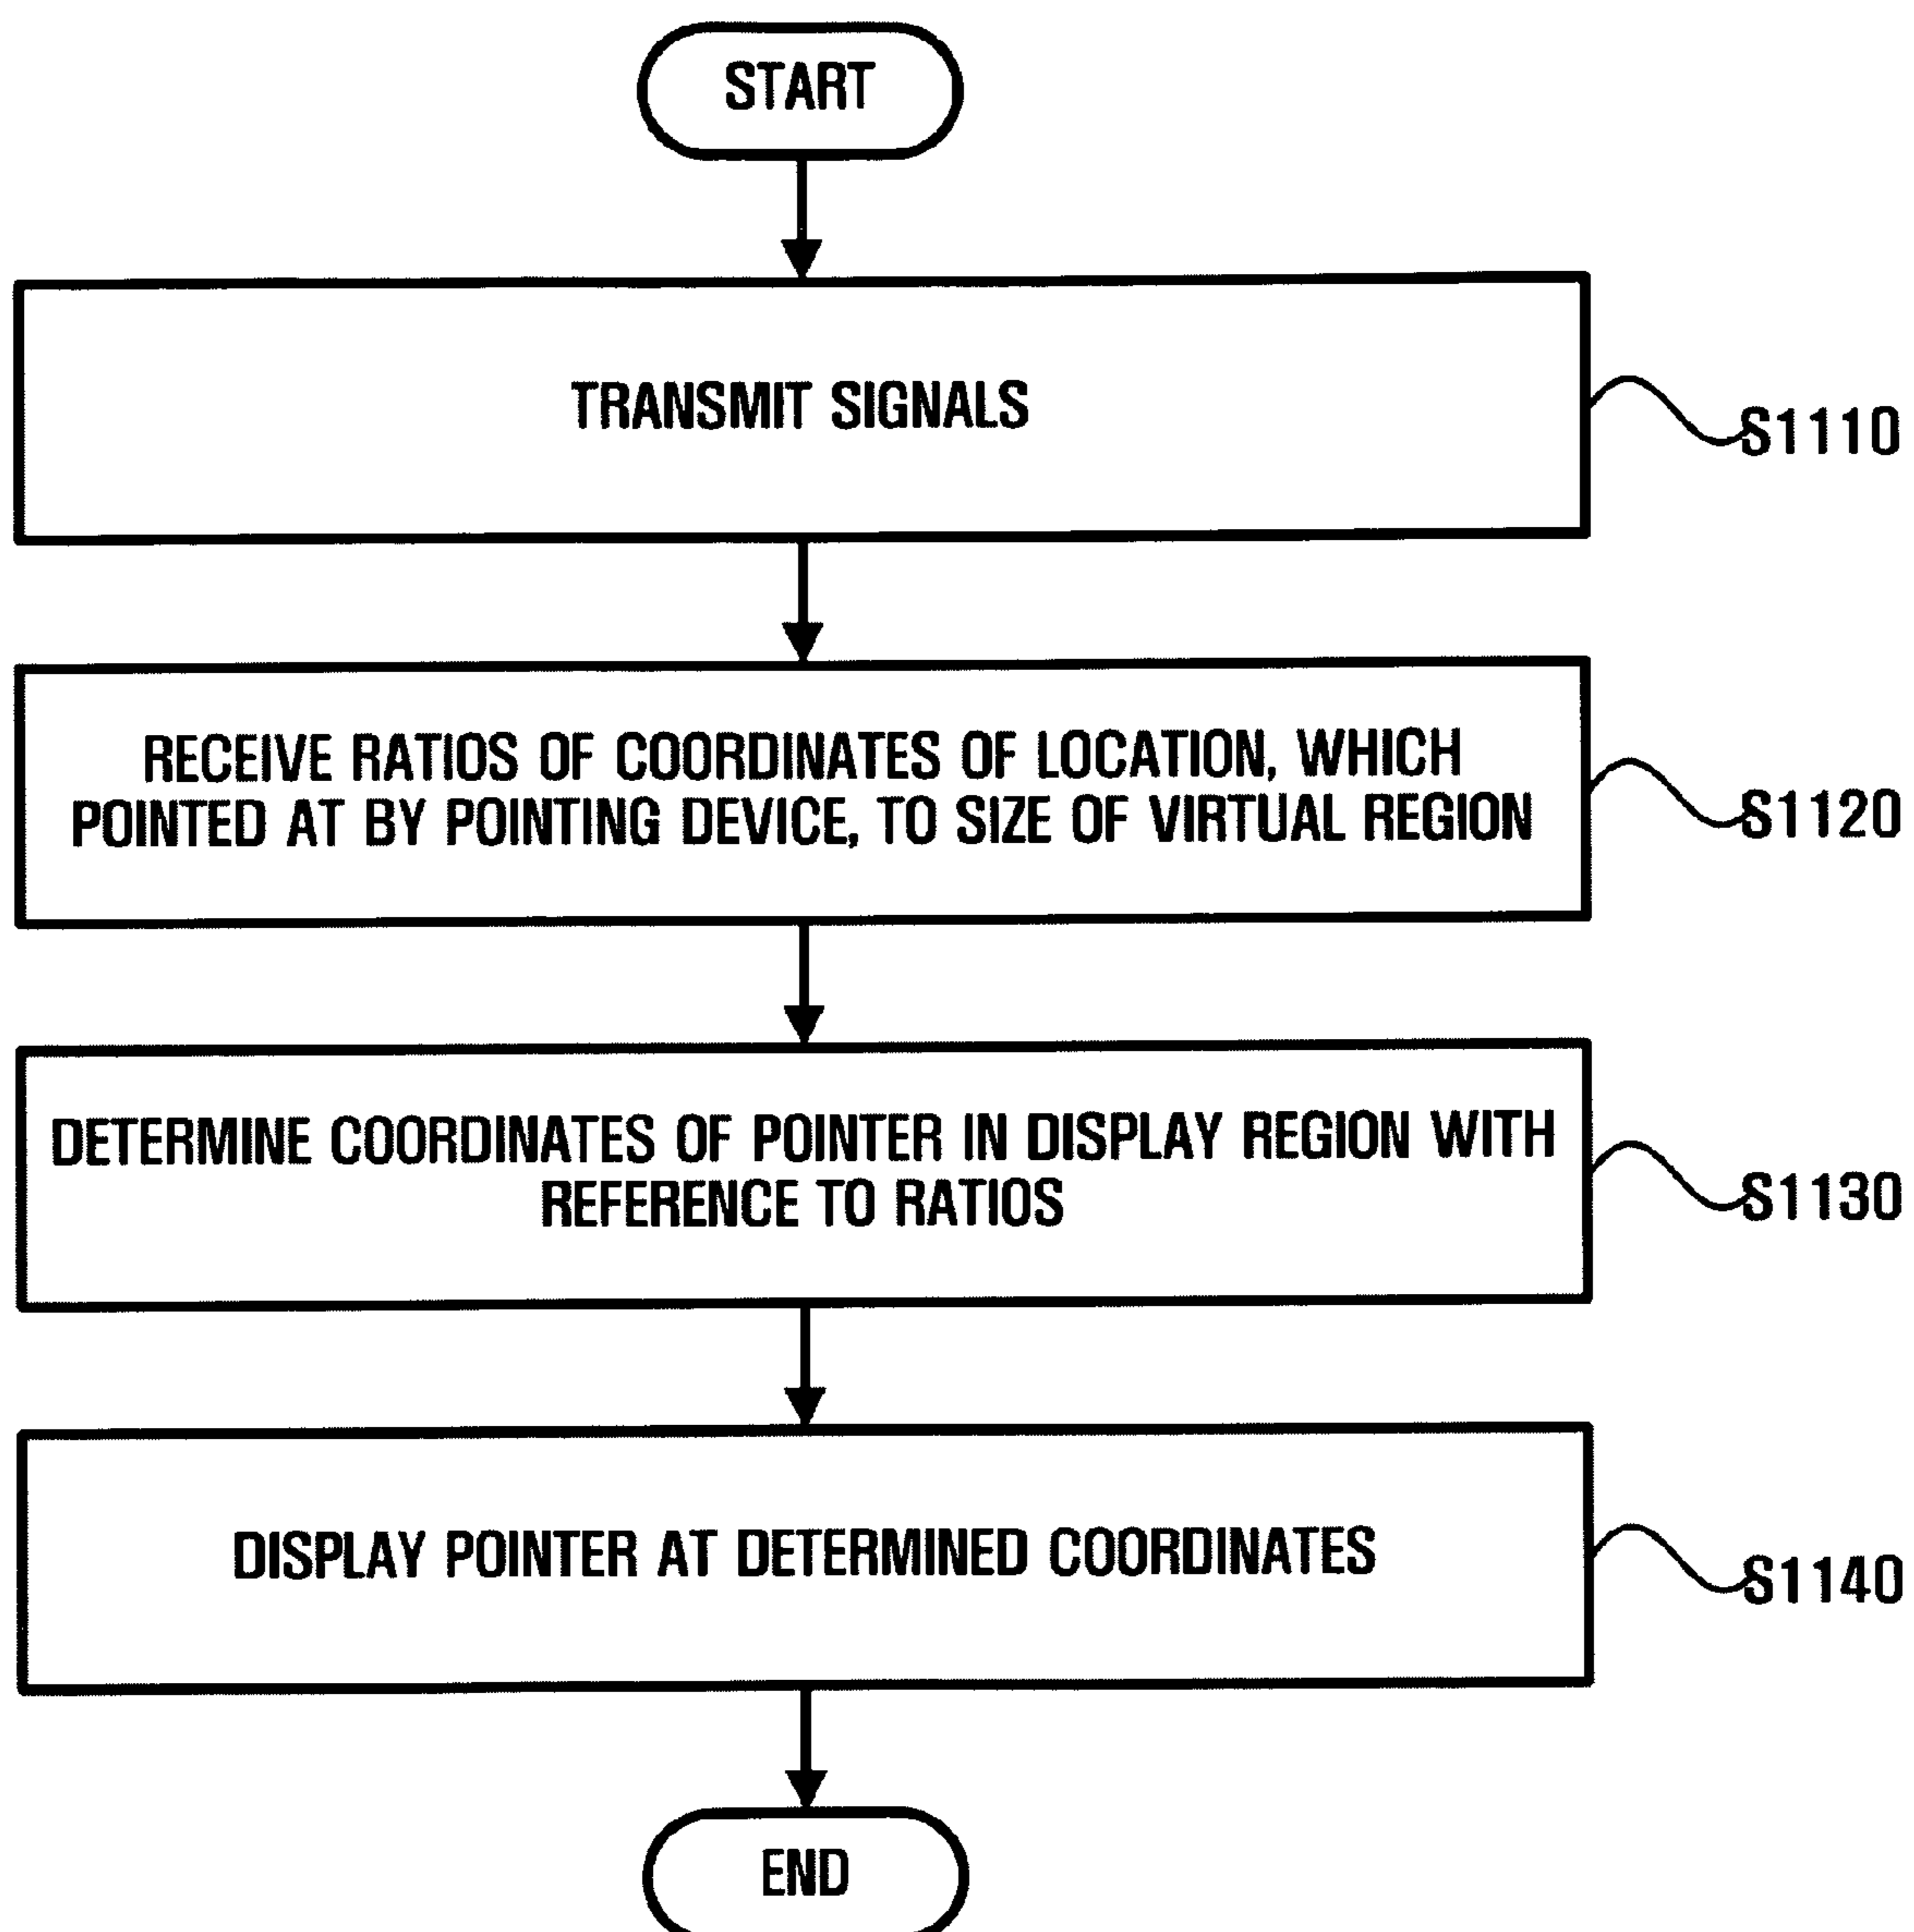 START
TRANSMIT SIGNALS
S1110
RECEIVE RATIOS OF COORDINATES OF LOCATION, WHICH
POINTED AT BY POINTING DEVICE, TO SIZE OF VIRTUAL REGION
S1120
DETERMINE COORDINATES OF POINTER IN DISPLAY REGION WITH
REFERENCE TO RATIOS
S1130
DISPLAY POINTER AT DETERMINED COORDINATES
S1140
END